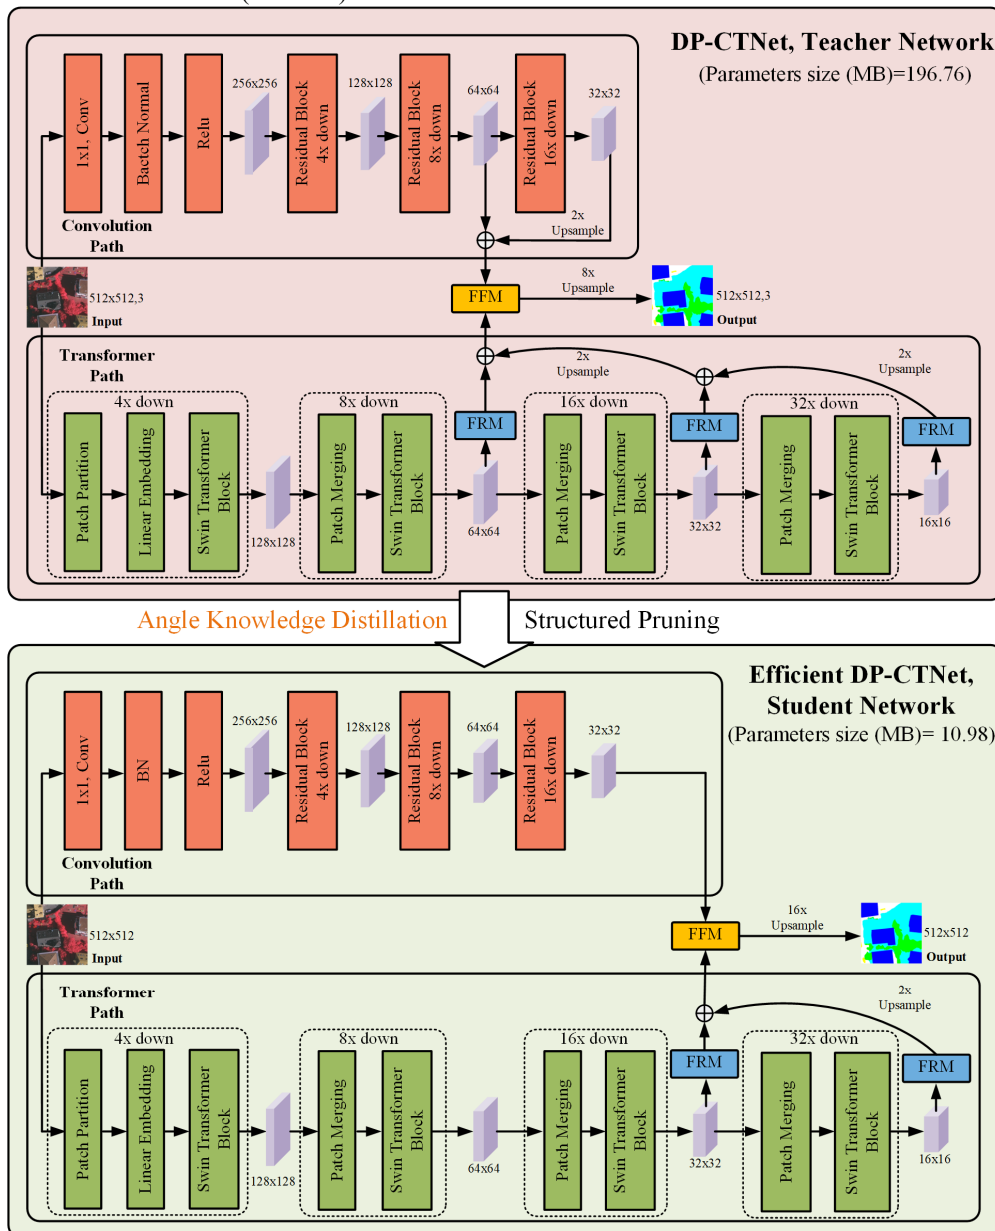 DP-CTNet, Teacher Network
(Parameters size (MB)=196.76)
1x1, Conv
Bactch Normal
Relu
256x256
Residual Block
4x down
128x128
Residual Block
8x down
64x64
Residual Block
16x down
32x32
Convolution
Path
2x
Upsample
512x512,3
Input
FFM
8x
Upsample
512x512,3
Output
Transformer
Path
2x
Upsample
2x
Upsample
4x down
Patch Partition
Linear Embedding
Swin Transformer
Block
128x128
8x down
Patch Merging
Swin Transformer
Block
64x64
FRM
16x down
Patch Merging
Swin Transformer
Block
32x32
FRM
32x down
Patch Merging
Swin Transformer
Block
16x16
FRM
Angle Knowledge Distillation
Structured Pruning
Efficient DP-CTNet,
Student Network
(Parameters size (MB)= 10.98)
1x1, Conv
BN
Relu
256x256
Residual Block
4x down
128x128
Residual Block
8x down
64x64
Residual Block
16x down
32x32
Convolution
Path
512x512
Input
FFM
16x
Upsample
512x512
Output
Transformer
Path
2x
Upsample
4x down
Patch Partition
Linear Embedding
Swin Transformer
Block
128x128
8x down
Patch Merging
Swin Transformer
Block
64x64
16x down
Patch Merging
Swin Transformer
Block
32x32
FRM
32x down
Patch Merging
Swin Transformer
Block
16x16
FRM